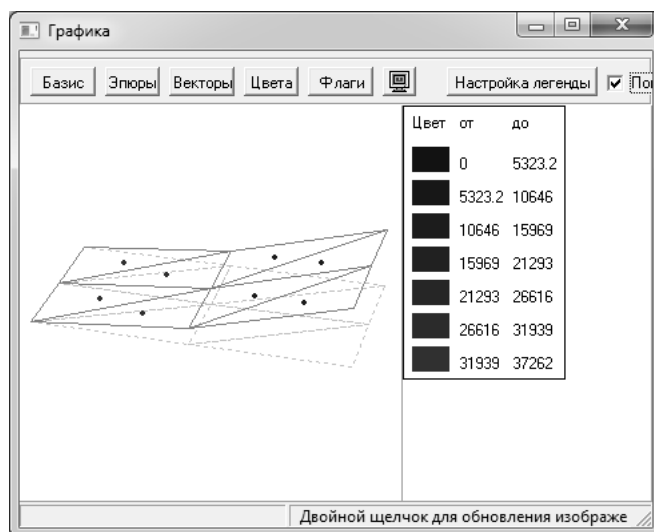 Графика
Базис Эпюры Векторы Цвета Флаги Настройка легенды
Цвет от до
0 5323.2
5323.2 10646
10646 15969
15969 21293
21293 26616
26616 31939
31939 37262
Двойной щелчок для обновления изображе